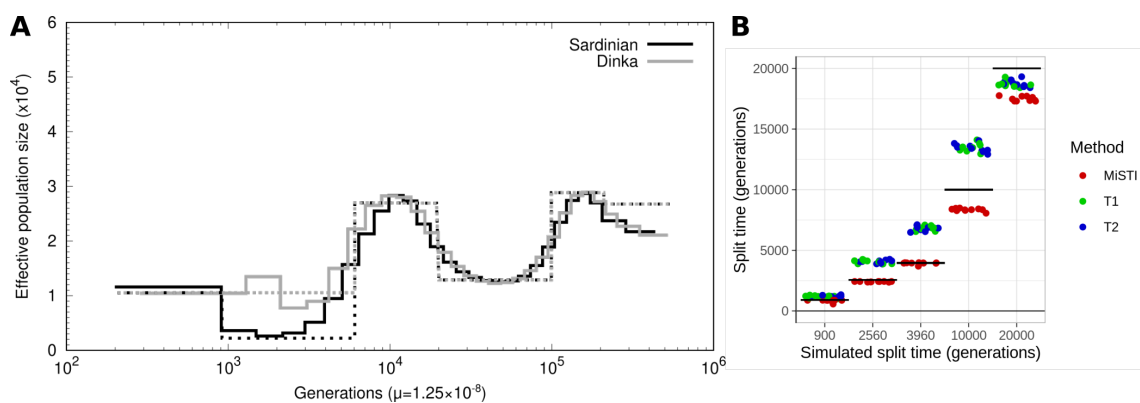 A
Effective population size (x10⁴)
6
5
4
3
2
1
0
10²
10³
10⁴
10⁵
10⁶
Generations (μ=1.25×10⁻⁸)
Sardinian
Dinka
B
Split time (generations)
20000
15000
10000
5000
0
900
25560
3960
100000
20000
Simulated split time (generations)
Method
MiSTI
T1
T2